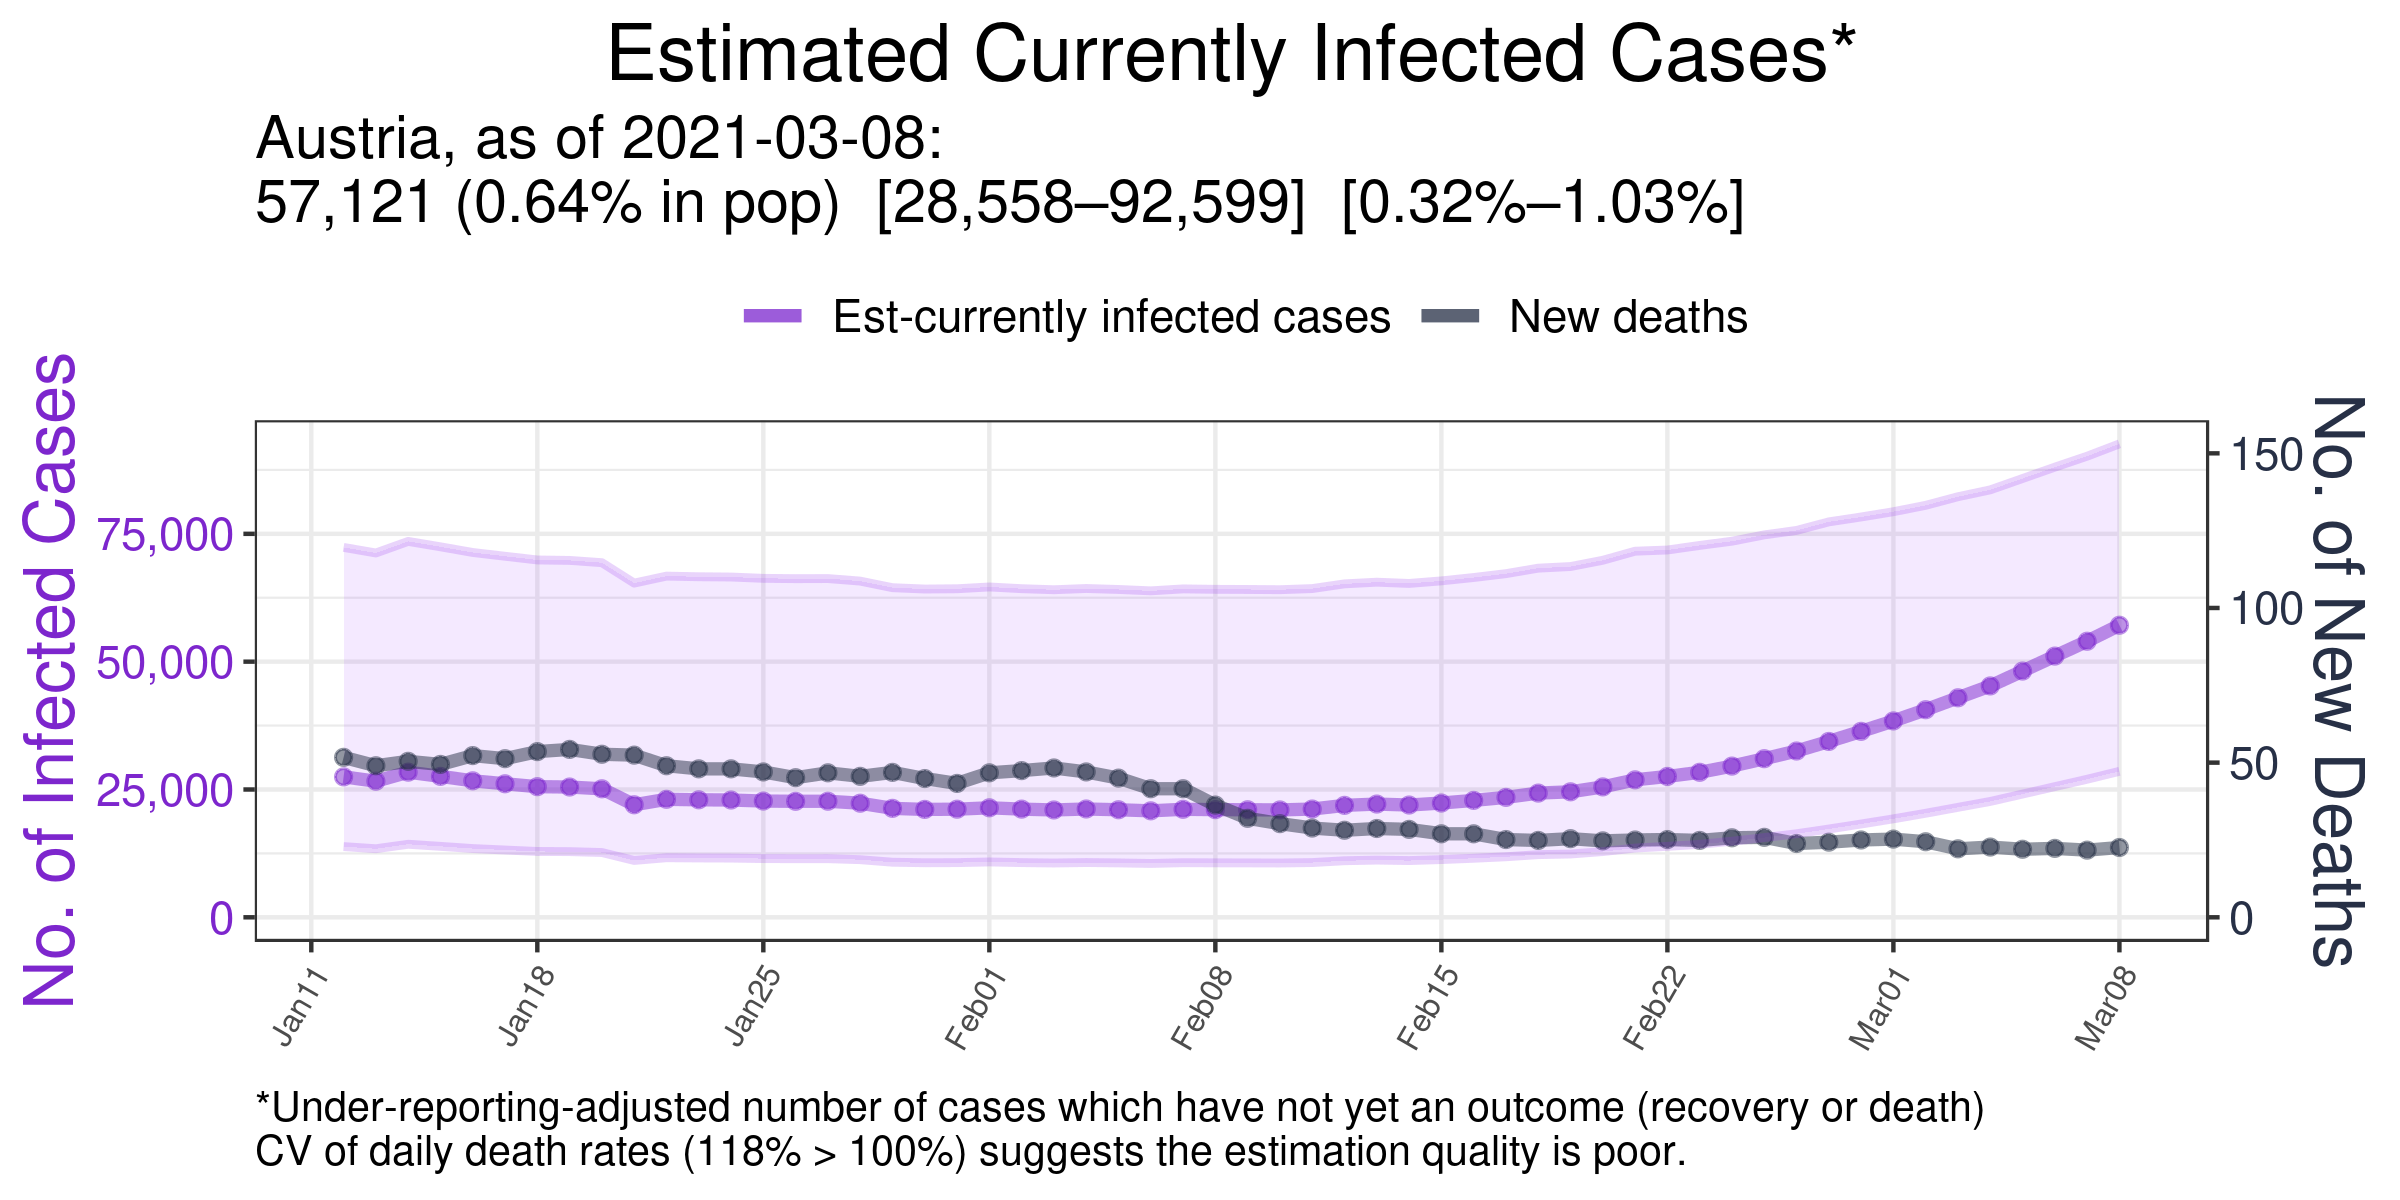 Estimated Currently Infected Cases*
Austria, as of 2021-03-08:
57,121 (0.64% in pop)  [28,558–92,599]  [0.32%–1.03%]
Est-currently infected cases
New deaths
No. of Infected Cases
75,000
50,000
25,000
0
150
100
50
0
No. of New Deaths
Jan11
Jan18
Jan25
Feb01
Feb08
Feb15
Feb22
Mar01
Mar08
*Under-reporting-adjusted number of cases which have not yet an outcome (recovery or death)
CV of daily death rates (118% > 100%) suggests the estimation quality is poor.